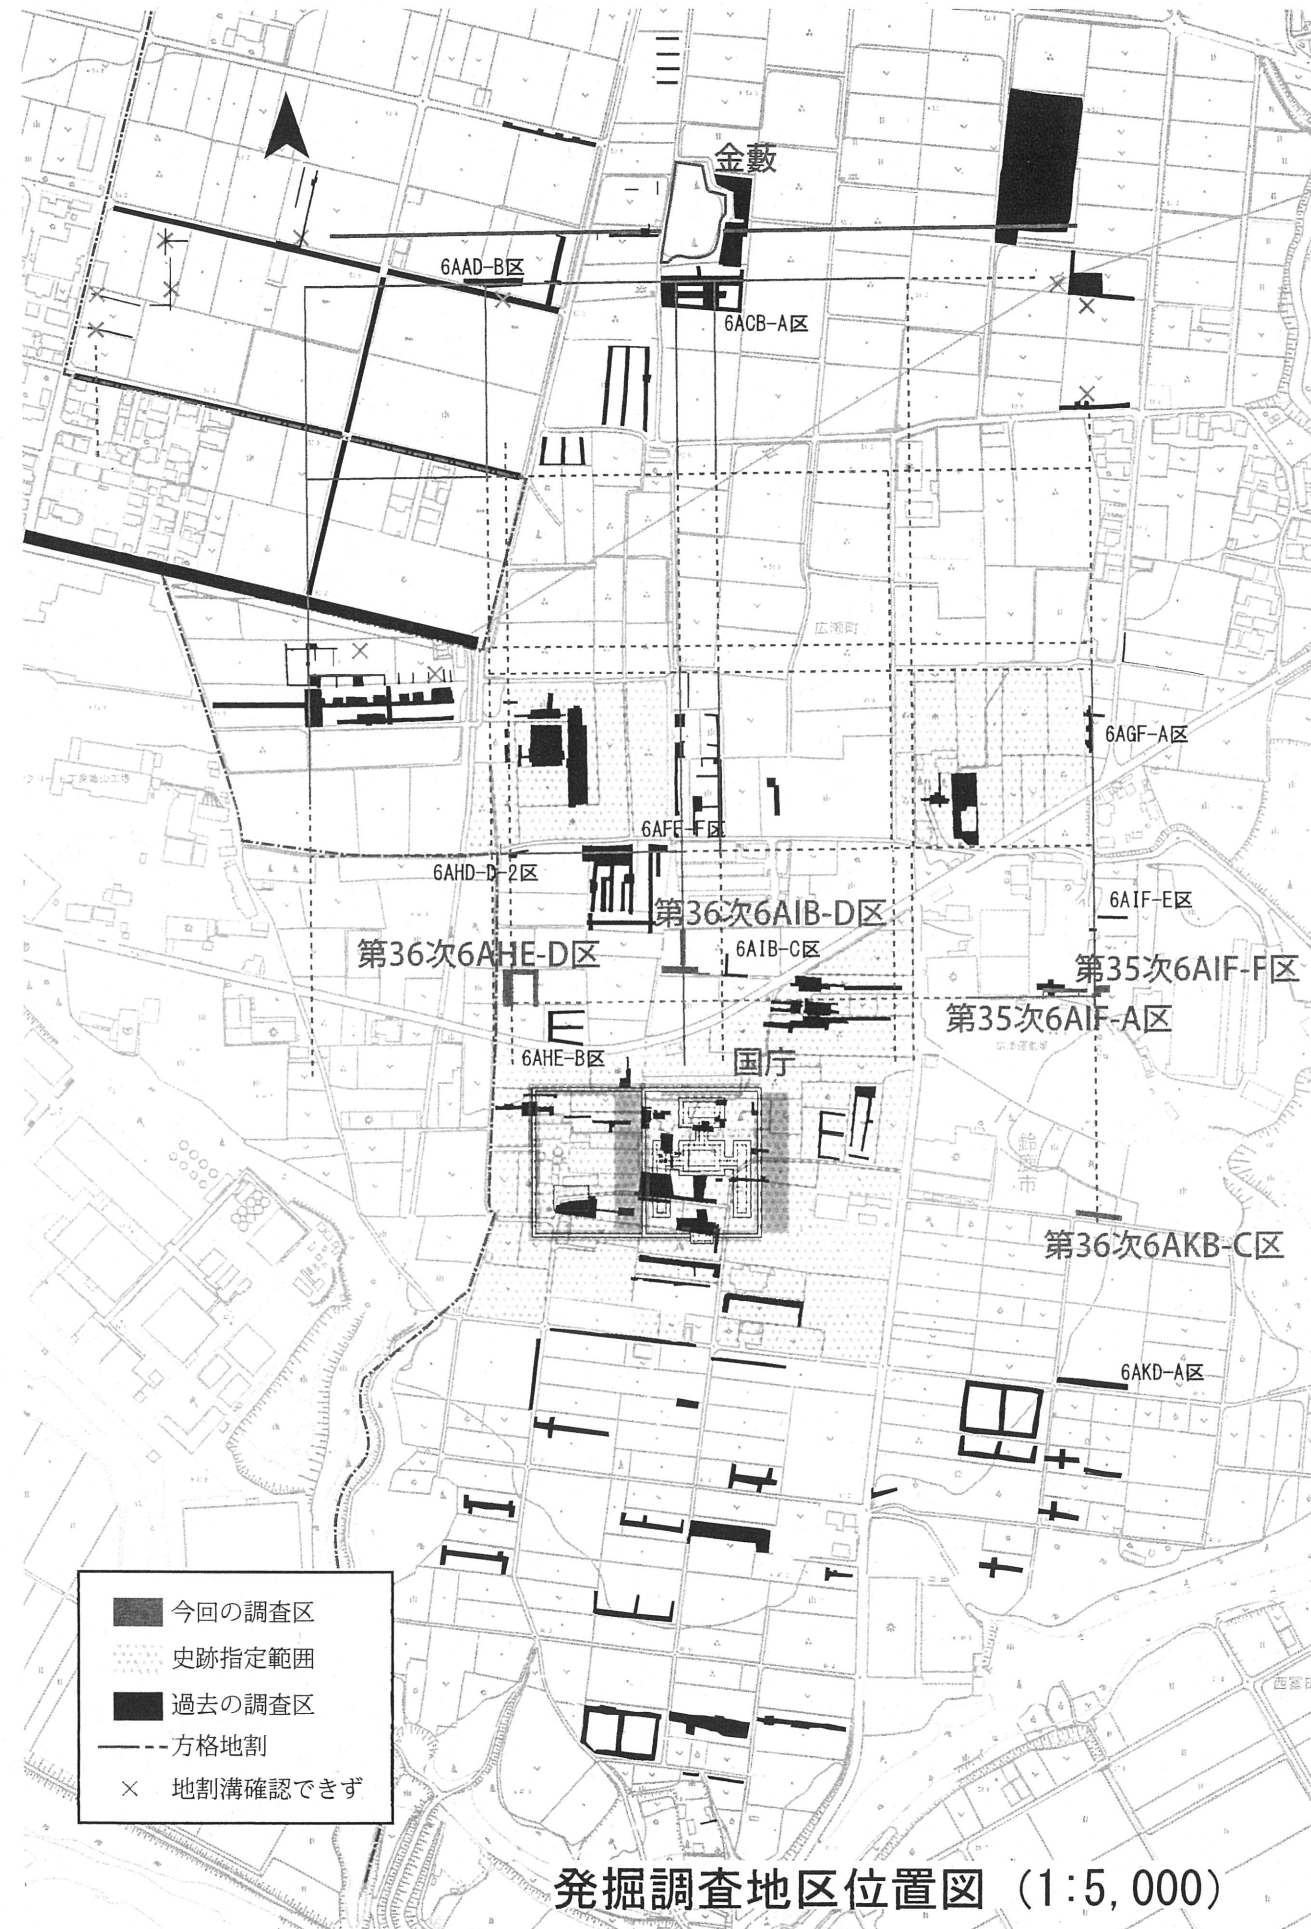 金藪
6AAD-B区
6ACB-A区
広瀬町
6AGF-A区
6AFE-F区
6AHD-D-2区
6AIF-E区
第36次6AIB-D区
6AIB-C区
第36次6AHE-D区
第35次6AIF-F区
第35次6AIF-A区
6AHE-B区
国庁
鈴
市
第36次6AKB-C区
6AKD-A区
今回の調査区
史跡指定範囲
過去の調査区
方格地割
× 地割溝確認できず
発掘調査地区位置図 (1:5,000)